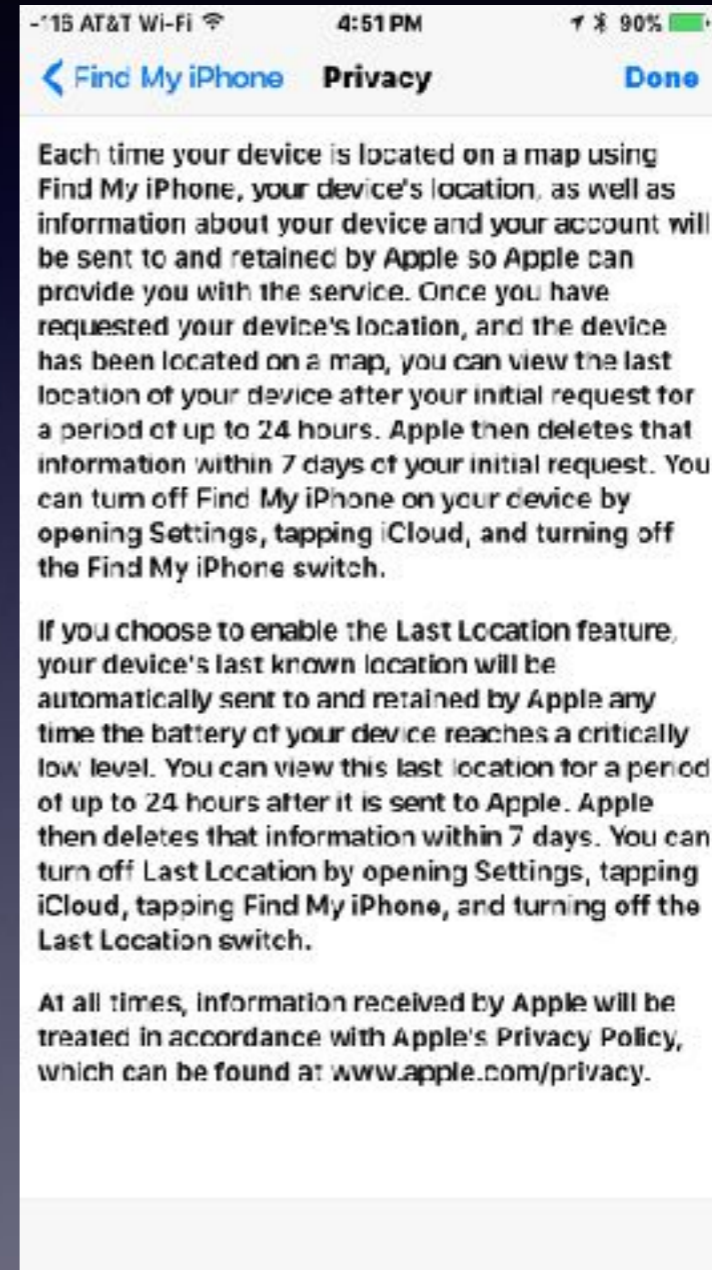 -116 AT&T Wi-Fi 4:51 PM 90%
Find My iPhone Privacy Done
Each time your device is located on a map using
Find My iPhone, your device's location, as well as
information about your device and your account will
be sent to and retained by Apple so Apple can
provide you with the service. Once you have
requested your device's location, and the device
has been located on a map, you can view the last
location of your device after your initial request for
a period of up to 24 hours. Apple then deletes that
information within 7 days of your initial request. You
can turn off Find My iPhone on your device by
opening Settings, tapping iCloud, and turning off
the Find My iPhone switch.
If you choose to enable the Last Location feature,
your device's last known location will be
automatically sent to and retained by Apple any
time the battery of your device reaches a critically
low level. You can view this last location for a period
of up to 24 hours after it is sent to Apple. Apple
then deletes that information within 7 days. You can
turn off Last Location by opening Settings, tapping
iCloud, tapping Find My iPhone, and turning off the
Last Location switch.
At all times, information received by Apple will be
treated in accordance with Apple's Privacy Policy,
which can be found at www.apple.com/privacy.